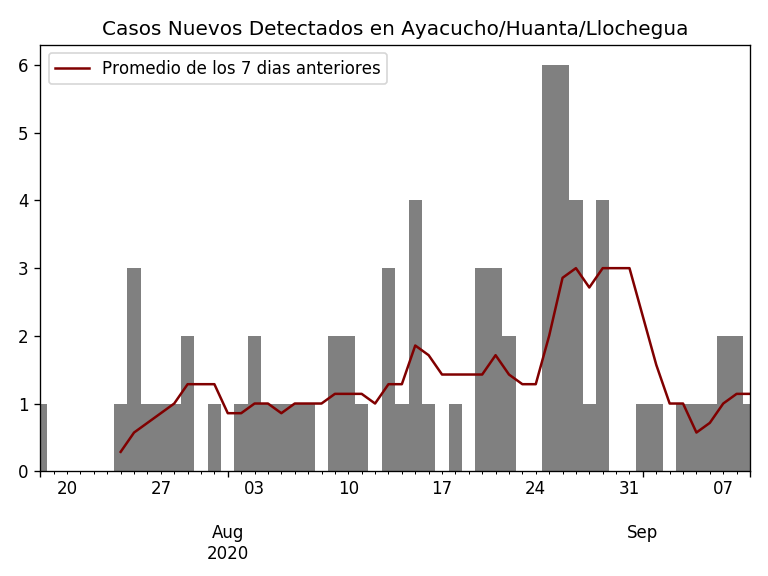 Casos Nuevos Detectados en Ayacucho/Huanta/Llochegua
Promedio de los 7 dias anteriores
6
5
4
3
2
1
0
20 27 03 10 17 24 31 07
Aug Sep
2020